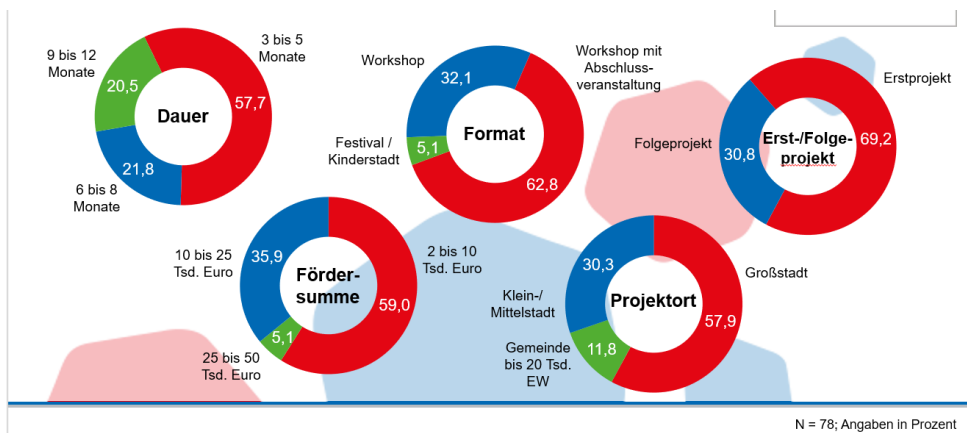 9 bis 12
Monate
3 bis 5
Monate
20,5
57,7
Dauer
21,8
6 bis 8
Monate
Workshop
Workshop mit
Abschluss-
veranstaltung
32,1
Format
Festival /
Kinderstadt
5,1
62,8
Erstprojekt
Folgeprojekt
30,8
Erst-/Folge-
projekt
69,2
10 bis 25
Tsd. Euro
35,9
2 bis 10
Tsd. Euro
Förder-
summe
59,0
5,1
25 bis 50
Tsd. Euro
30,3
Großstadt
Klein-/
Mittelstadt
Projektort
57,9
11,8
Gemeinde
bis 20 Tsd.
EW
N = 78; Angaben in Prozent